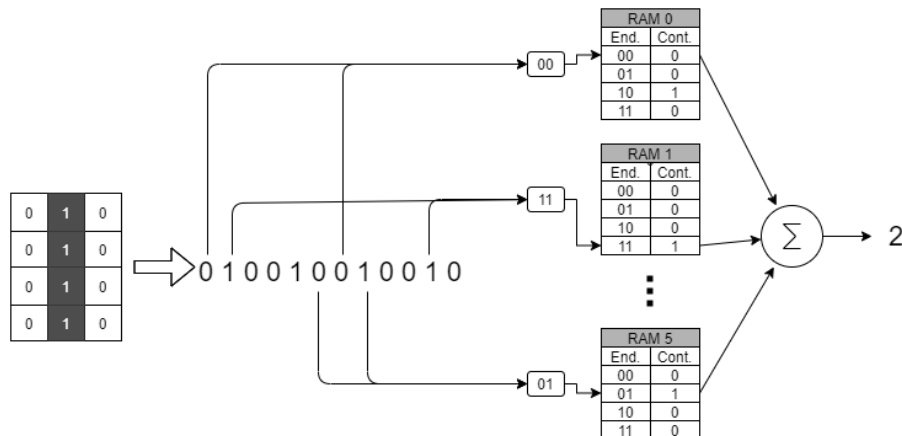 RAM 0
End. Cont.
00 0
01 0
10 1
11 0
00
RAM 1
End. Cont.
00 0
01 0
10 0
11 1
11
0 1 0
0 1 0
0 1 0
0 1 0
0 1 0 0 1 0 0 1 0 0 1 0
Σ
2
RAM 5
End. Cont.
00 0
01 1
10 0
11 0
01